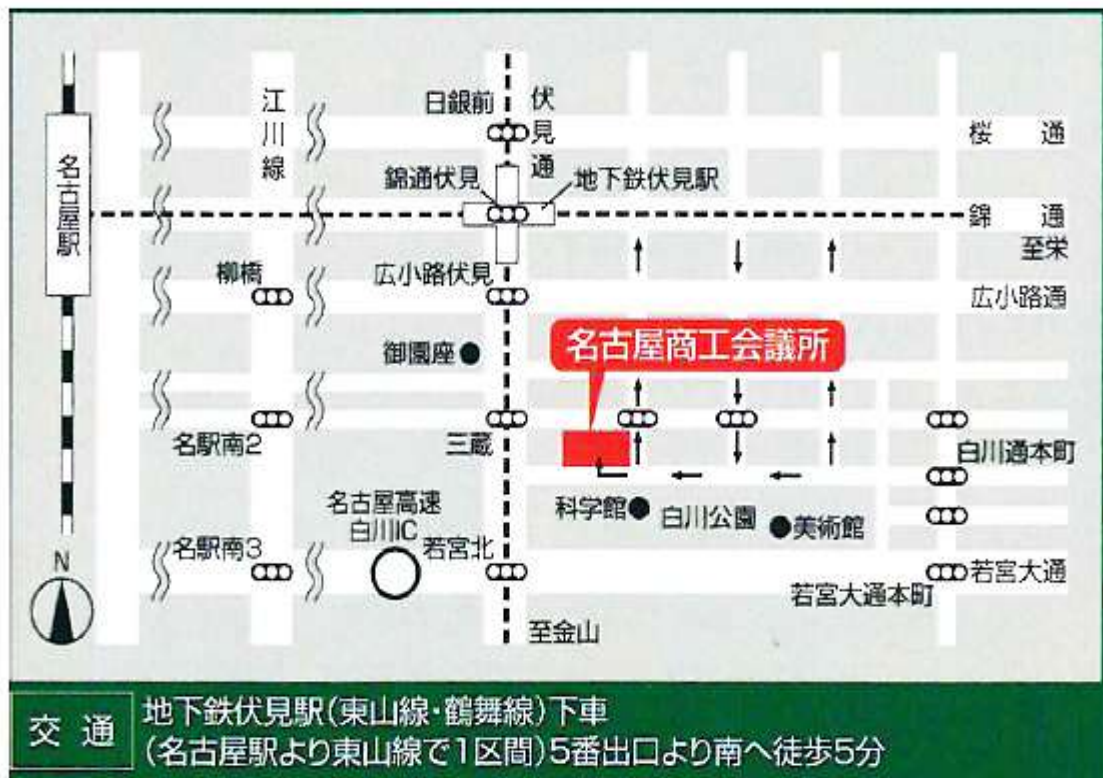 江川線
日銀前
伏見通
桜通
名古屋駅
錦通伏見
地下鉄伏見駅
錦通
至栄
柳橋
広小路伏見
広小路通
御園座
名古屋商工会議所
名駅南2
三蔵
白川通本町
名古屋高速
白川IC
科学館
白川公園
美術館
N
名駅南3
若宮北
若宮大通
若宮大通本町
至金山
交通
地下鉄伏見駅(東山線・鶴舞線)下車
(名古屋駅より東山線で1区間)5番出口より南へ徒歩5分